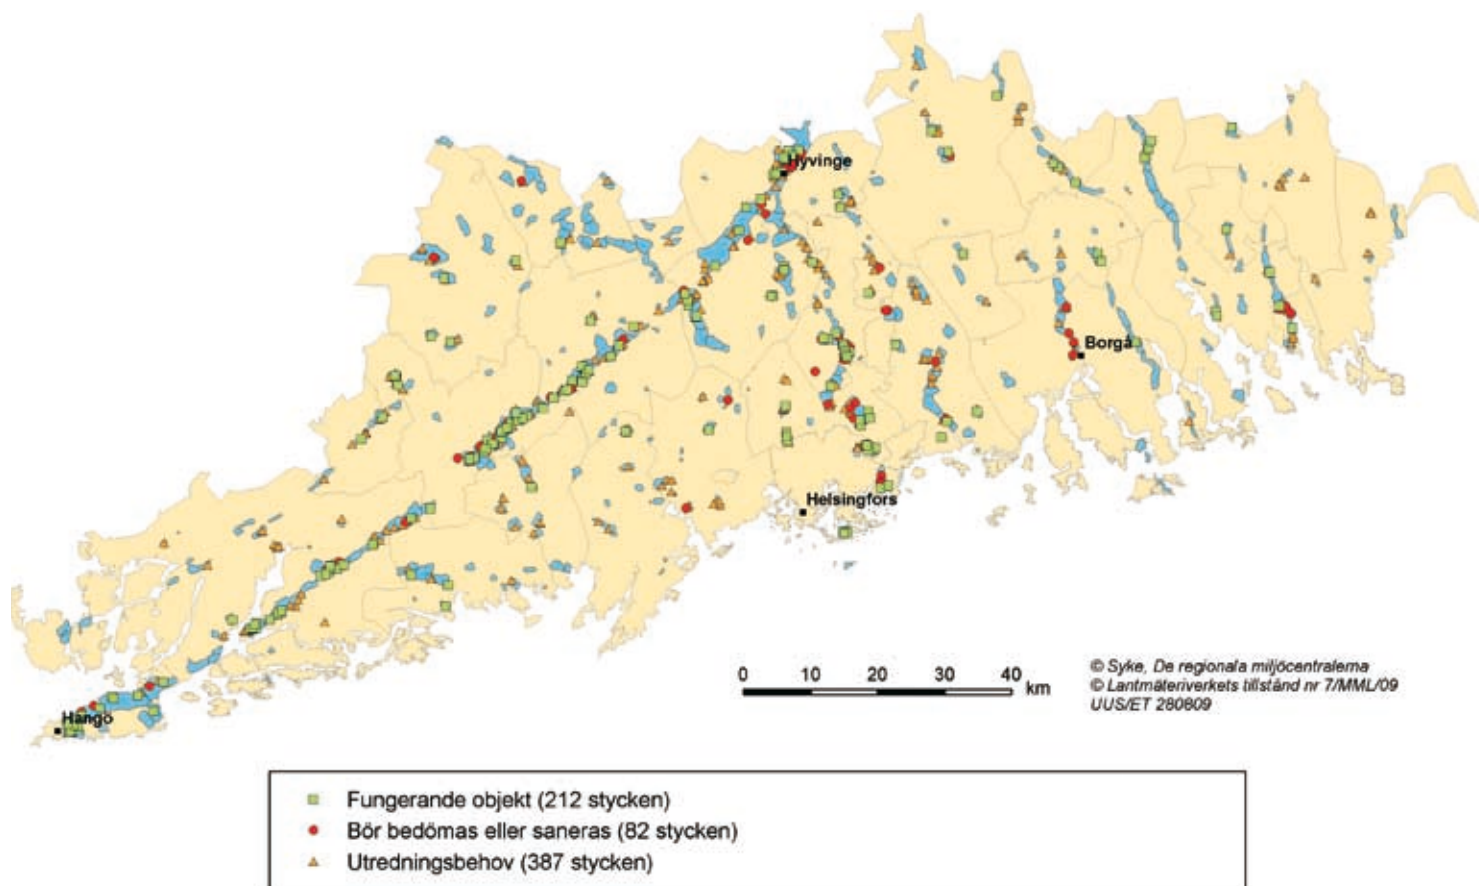 Hyvinge
Borgå
Helsingfors
Hangö
0 10 20 30 40
km
© Syke, De regionala miljöcentralerna
© Lantmäteriverkets tillstånd nr 7/MML/09
UUS/ET 280809
Fungerande objekt (212 stycken)
Bör bedömas eller saneras (82 stycken)
Utredningsbehov (387 stycken)